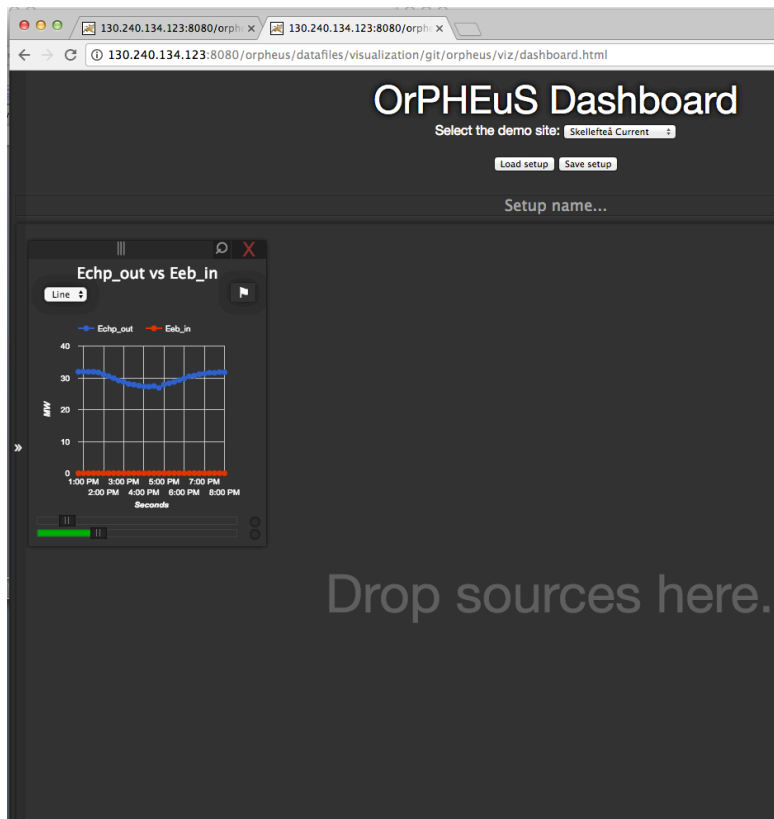 130.240.134.123:8080/orph
130.240.134.123:8080/orph
130.240.134.123:8080/orpheus/datafiles/visualization/git/orpheus/viz/dashboard.html
OrPHEuS Dashboard
Select the demo site: Skellefteå Current
Load setup Save setup
Setup name...
X
Echp_out vs Eeb_in
Line
Echp_out Eeb_in
40
30
20
10
0
MW
1:00 PM 3:00 PM 5:00 PM 7:00 PM
2:00 PM 4:00 PM 6:00 PM 8:00 PM
Seconds
»
Drop sources here.